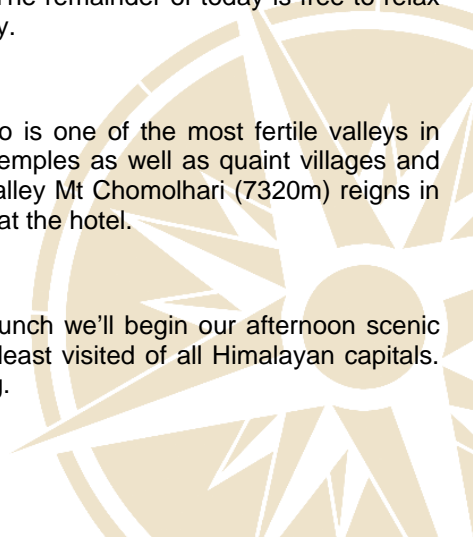 The remainder of today is free to relax
y.
o is one of the most fertile valleys in
emples as well as quaint villages and
alley Mt Chomolhari (7320m) reigns in
at the hotel.
unch we'll begin our afternoon scenic
least visited of all Himalayan capitals.
g.